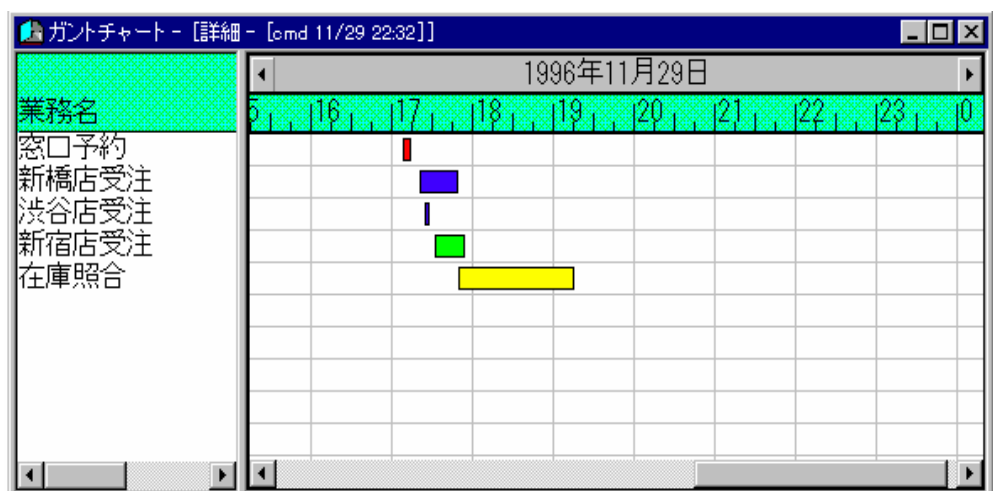 ガントチャート - [詳細 - [cmd 11/29 22:32]]
1996年11月29日
業務名
5 16 17 18 19 20 21 22 23 0
窓口予約
新橋店受注
渋谷店受注
新宿店受注
在庫照合